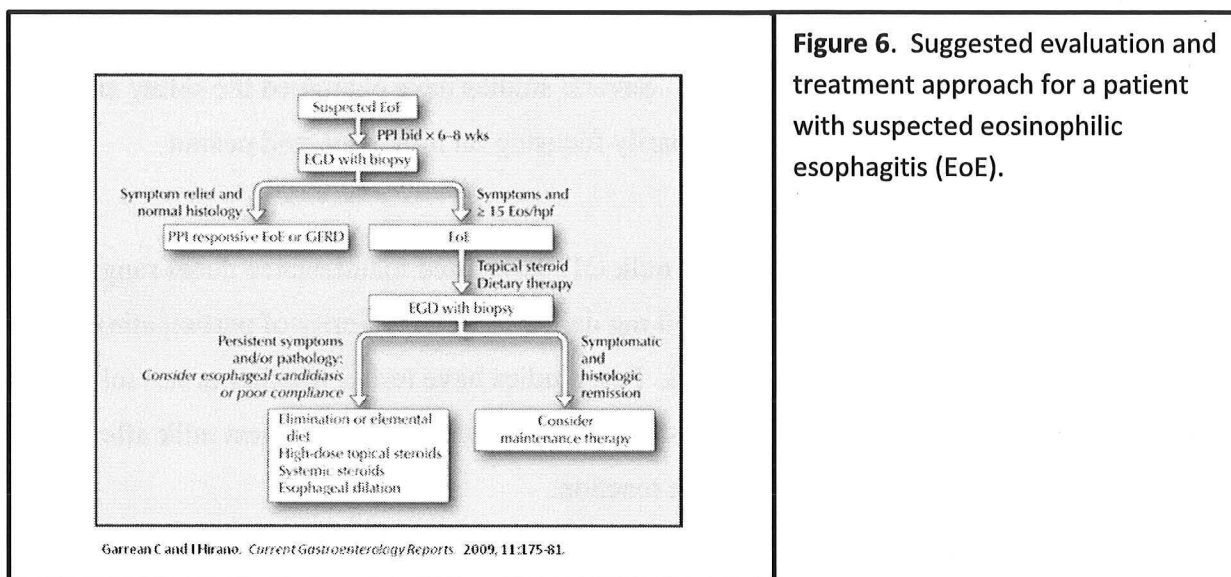 Figure 6. Suggested evaluation and
treatment approach for a patient
with suspected eosinophilic
esophagitis (EoE).
Suspected EoE
PPI bid × 6–8 wks
EGD with biopsy
Symptom relief and
normal histology
Symptoms and
≥ 15 Eos/hpf
PPI responsive EoE or GERD
EoE
Topical steroid
Dietary therapy
EGD with biopsy
Persistent symptoms
and/or pathology:
Consider esophageal candidiasis
or poor compliance
Symptomatic
and
histologic
remission
Elimination or elemental
diet
High-dose topical steroids
Systemic steroids
Esophageal dilation
Consider
maintenance therapy
Garrean C and I Hirano. Current Gastroenterology Reports 2009, 11:175-81.